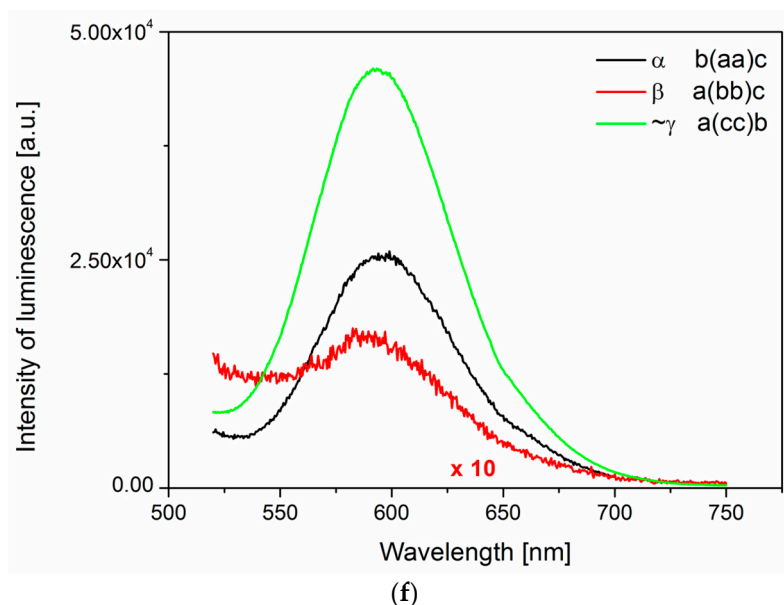 5.00x10⁴
2.50x10⁴
0.00
Intensity of luminescence [a.u.]
α b(aa)c
β a(bb)c
~γ a(cc)b
x 10
500 550 600 650 700 750
Wavelength [nm]
(f)